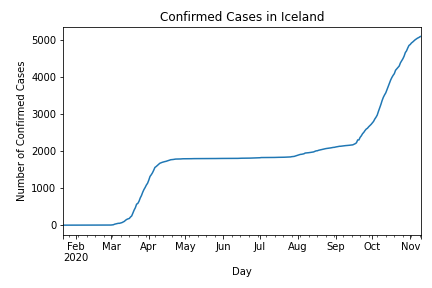 Confirmed Cases in Iceland
Number of Confirmed Cases
5000
4000
3000
2000
1000
0
Feb Mar Apr May Jun Jul Aug Sep Oct Nov
2020
Day